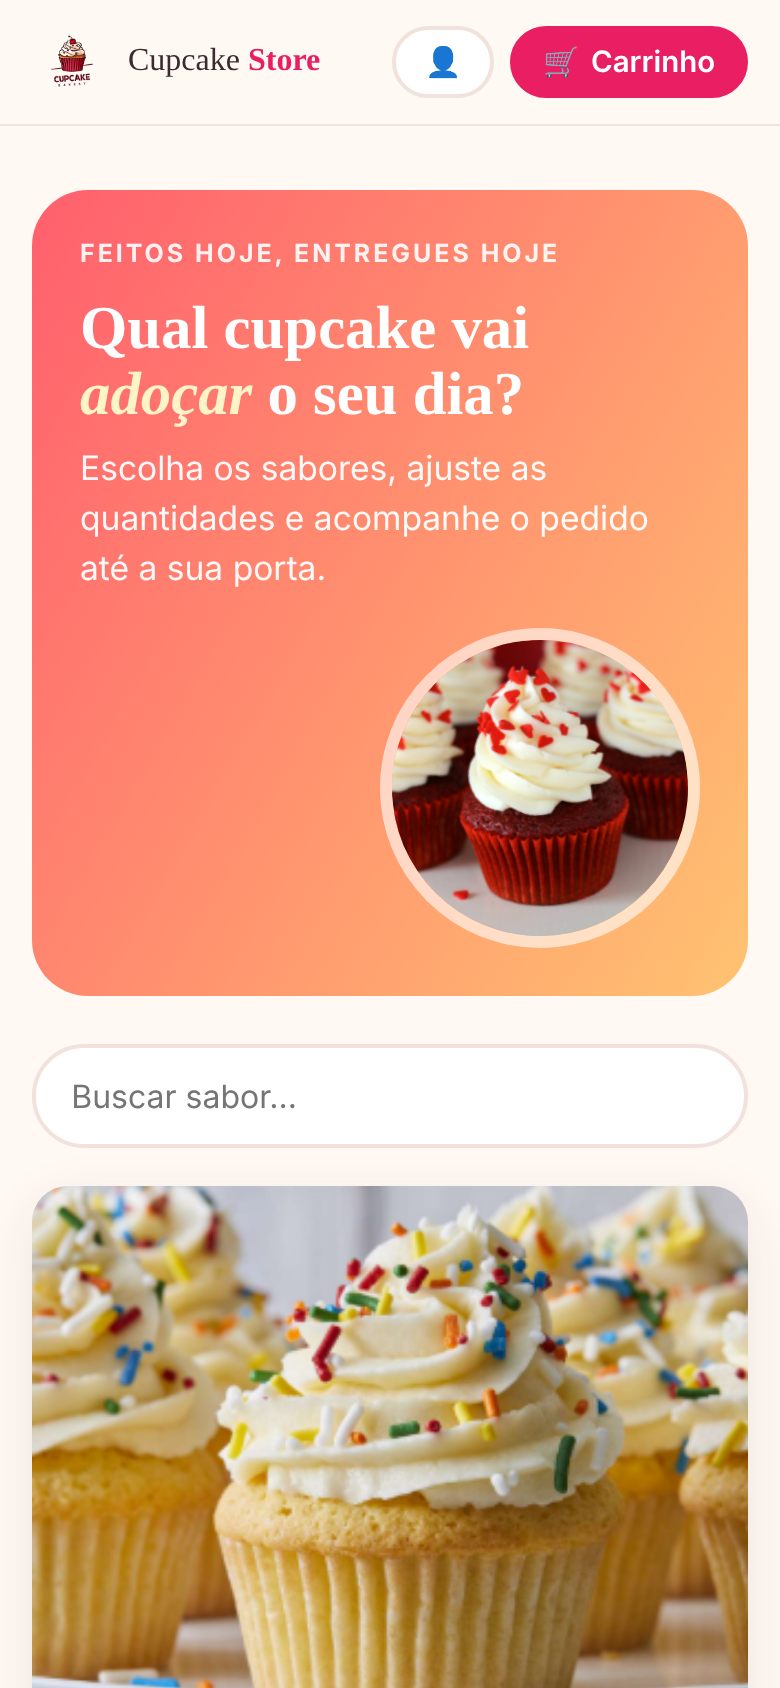 CUPCAKE
BAKERY
Cupcake Store
👤
🛒 Carrinho
FEITOS HOJE, ENTREGUES HOJE
Qual cupcake vai
adoçar o seu dia?
Escolha os sabores, ajuste as
quantidades e acompanhe o pedido
até a sua porta.
Buscar sabor...